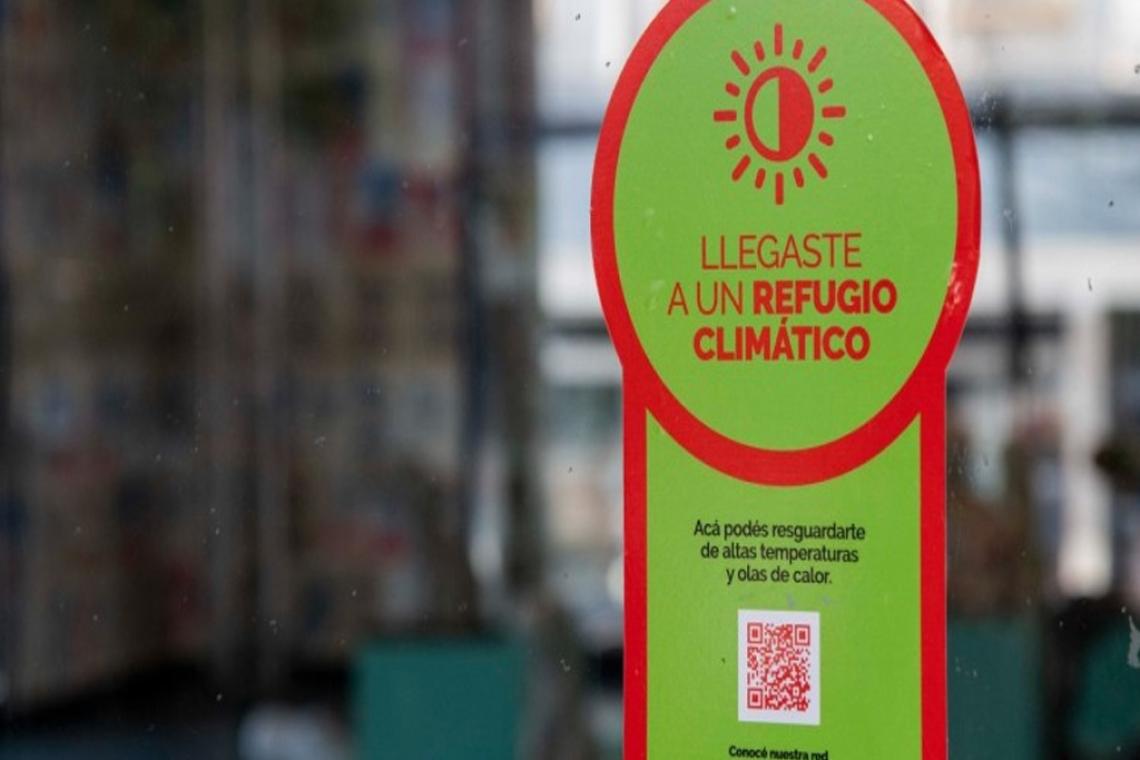 LLEGASTE
A UN REFUGIO
CLIMÁTICO
Acá podés resguardarte
de altas temperaturas
y olas de calor.
Conocé nuestra red